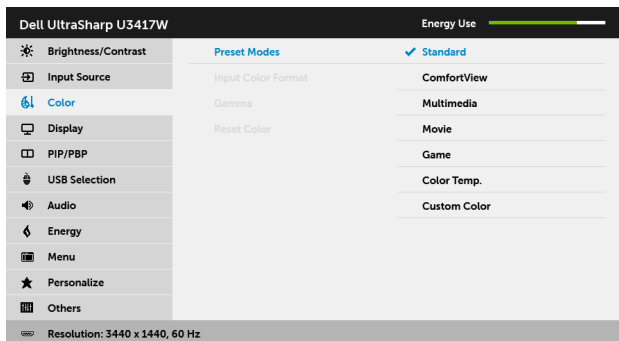 Dell UltraSharp U3417W
Energy Use
Brightness/Contrast
Input Source
Color
Display
PIP/PBP
USB Selection
Audio
Energy
Menu
Personalize
Others
Preset Modes
Input Color Format
Gamma
Reset Color
Standard
ComfortView
Multimedia
Movie
Game
Color Temp.
Custom Color
Resolution: 3440 x 1440, 60 Hz